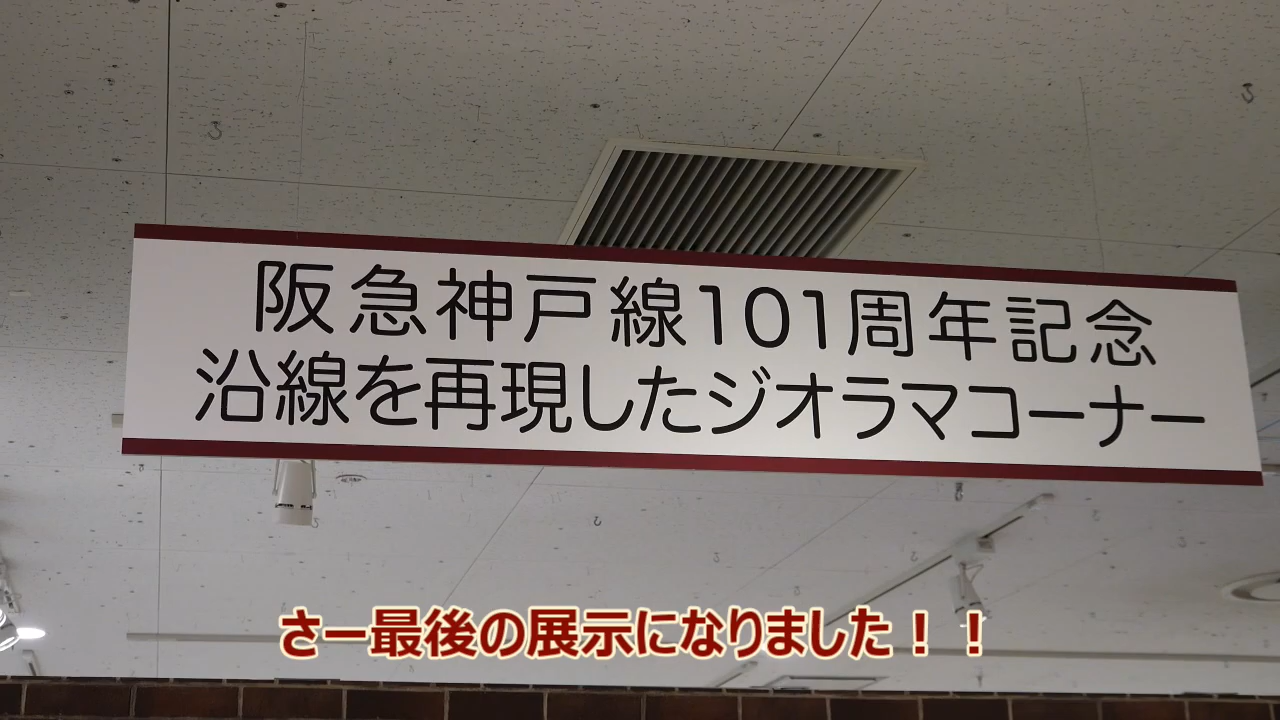 阪急神戸線101周年記念
沿線を再現したジオラマコーナー
さー最後の展示になりました！！